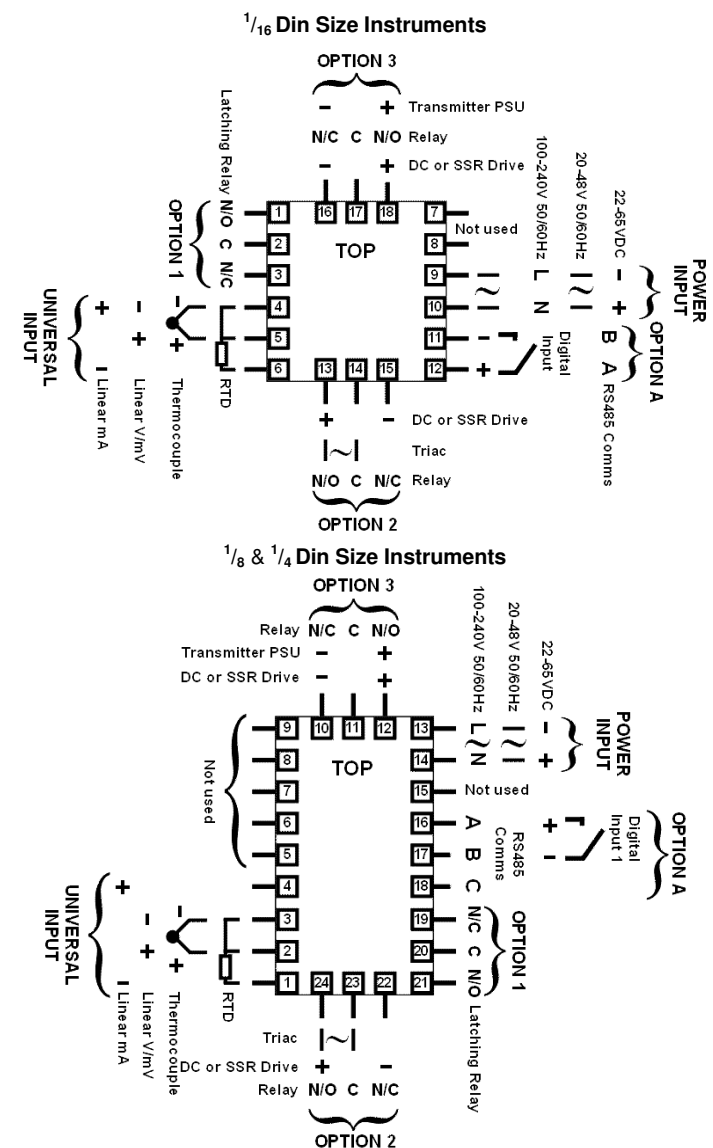 1/16 Din Size Instruments
OPTION 3
− + Transmitter PSU
N/C C N/O Relay
− + DC or SSR Drive
Latching Relay N/O C N/C
OPTION 1
1 2 3 4 5 6
16 17 18
7 8 9 10 11 12
13 14 15
TOP
Not used
100-240V 50/60Hz
L ~ N
20-48V 50/60Hz
~
22-65VDC
− +
POWER INPUT
− +
Digital Input
B A
RS485 Comms
OPTION A
UNIVERSAL INPUT
+ − Linear mA
− + Linear V/mV
− + Thermocouple
RTD
+ − DC or SSR Drive
~ Triac
N/O C N/C Relay
OPTION 2
1/8 & 1/4 Din Size Instruments
OPTION 3
Relay N/C C N/O
Transmitter PSU − +
DC or SSR Drive − +
9 8 7 6 5 4 3 2 1
10 11 12
13 14 15 16 17 18 19 20 21
24 23 22
TOP
Not used
100-240V 50/60Hz
L ~ N
20-48V 50/60Hz
~
22-65VDC
− +
POWER INPUT
Not used
A B C
RS485 Comms
+ −
Digital Input 1
OPTION A
N/C C N/O Latching Relay
OPTION 1
UNIVERSAL INPUT
+ − Linear mA
− + Linear V/mV
− + Thermocouple
RTD
Triac ~
DC or SSR Drive + −
Relay N/O C N/C
OPTION 2